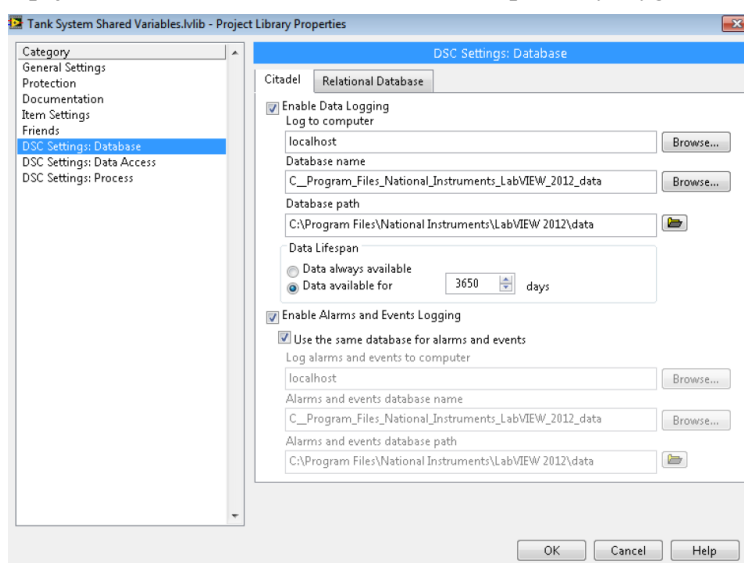 Tank System Shared Variables.lvlib - Project Library Properties
Category
General Settings
Protection
Documentation
Item Settings
Friends
DSC Settings: Database
DSC Settings: Data Access
DSC Settings: Process
DSC Settings: Database
Citadel Relational Database
Enable Data Logging
Log to computer
localhost Browse...
Database name
C__Program_Files_National_Instruments_LabVIEW_2012_data Browse...
Database path
C:\Program Files\National Instruments\LabVIEW 2012\data
Data Lifespan
Data always available
Data available for 3650 days
Enable Alarms and Events Logging
Use the same database for alarms and events
Log alarms and events to computer
localhost Browse...
Alarms and events database name
C__Program_Files_National_Instruments_LabVIEW_2012_data Browse...
Alarms and events database path
C:\Program Files\National Instruments\LabVIEW 2012\data
OK Cancel Help